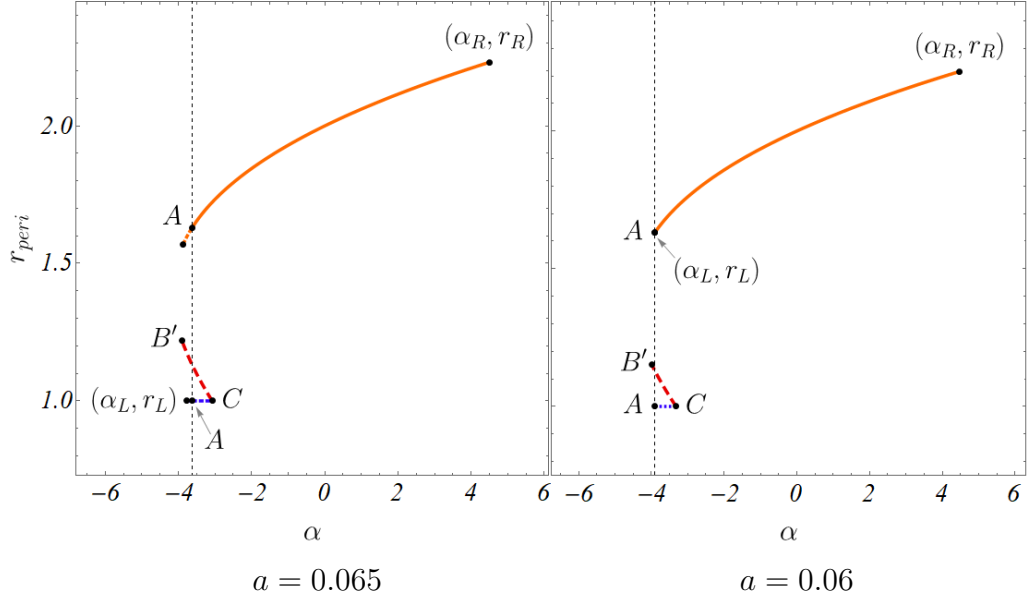 (α_R, r_R)
(α_R, r_R)
2.0
A
A
(α_L, r_L)
1.5
r_peri
B′
B′
1.0
(α_L, r_L)
C
A
C
A
−6 −4 −2 0 2 4 6
−6 −4 −2 0 2 4 6
α
α
a = 0.065
a = 0.06